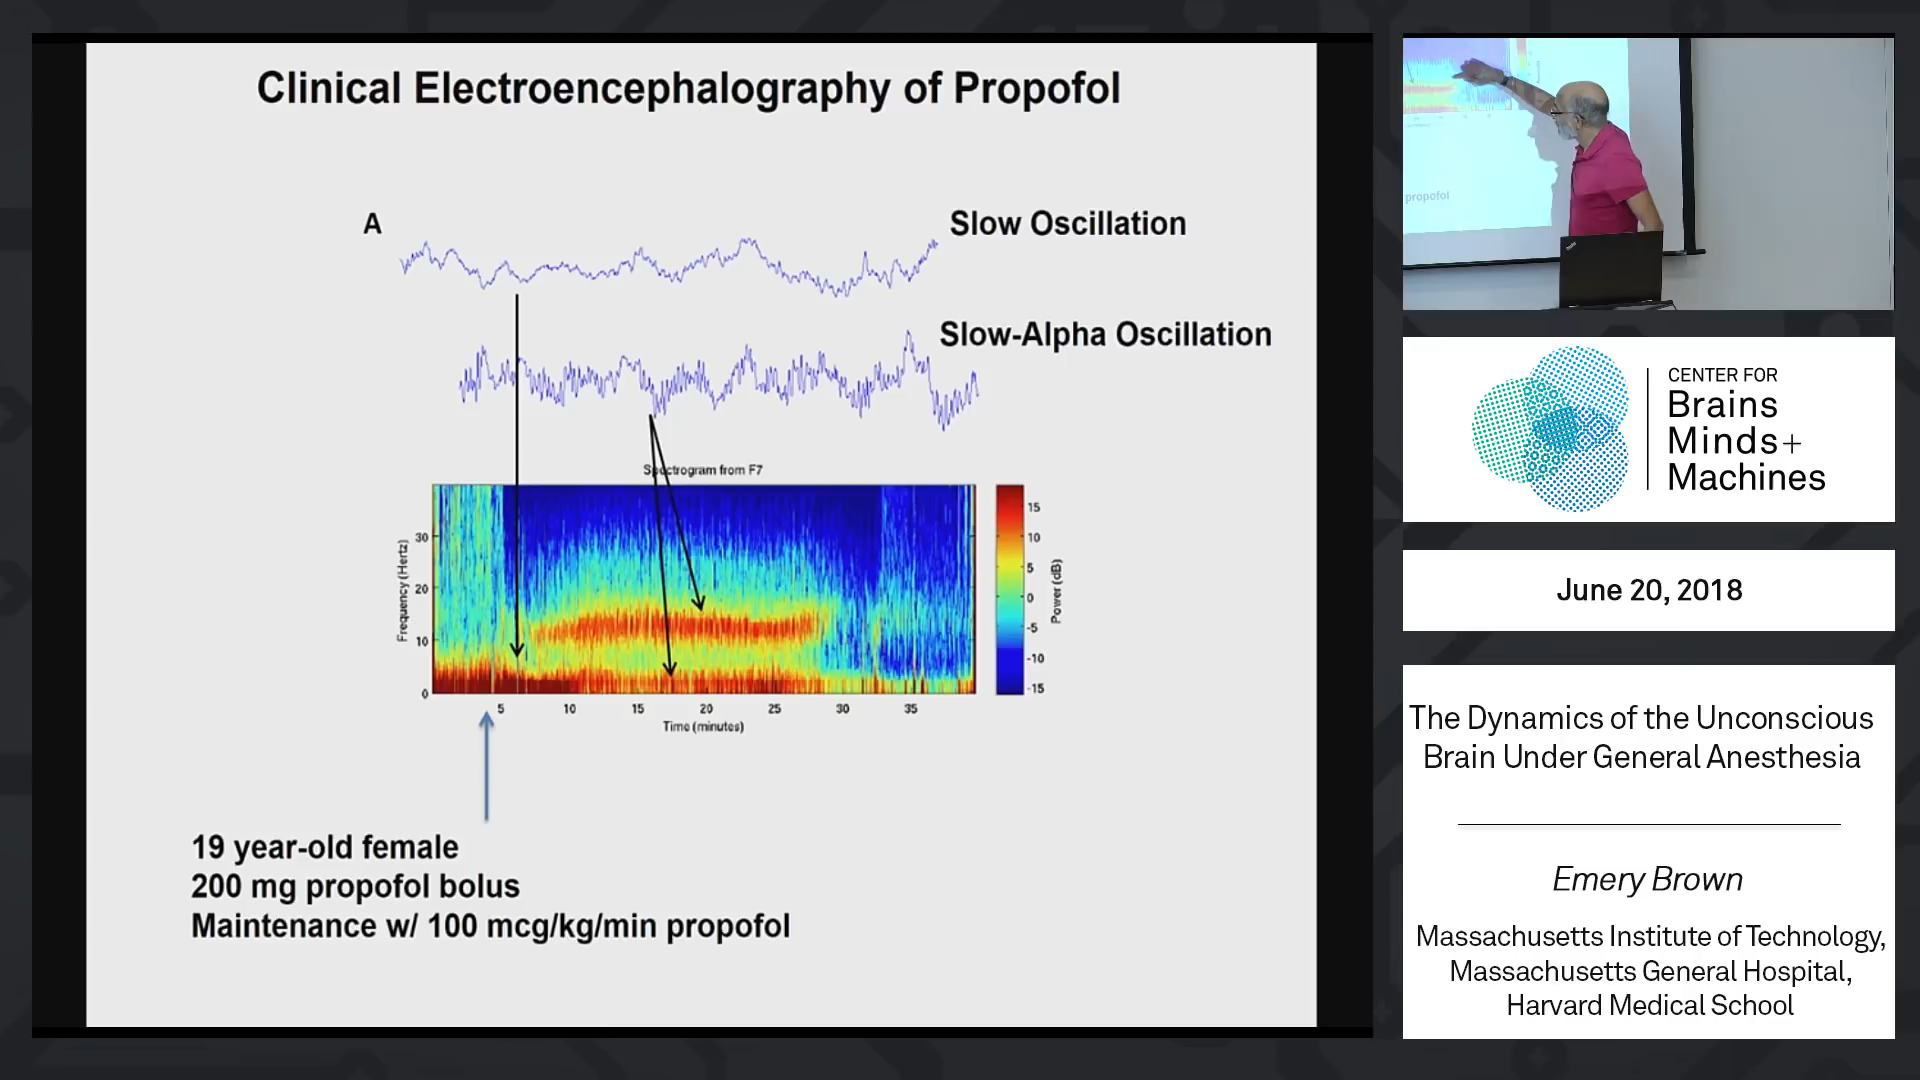 Clinical Electroencephalography of Propofol
A
Slow Oscillation
Slow-Alpha Oscillation
Spectrogram from F7
Frequency (Hertz)
30
20
10
0
5
10
15
20
25
30
35
Time (minutes)
15
10
5
0
-5
-10
-15
Power (dB)
19 year-old female
200 mg propofol bolus
Maintenance w/ 100 mcg/kg/min propofol
propofol
CENTER FOR
Brains
Minds+
Machines
June 20, 2018
The Dynamics of the Unconscious
Brain Under General Anesthesia
Emery Brown
Massachusetts Institute of Technology,
Massachusetts General Hospital,
Harvard Medical School